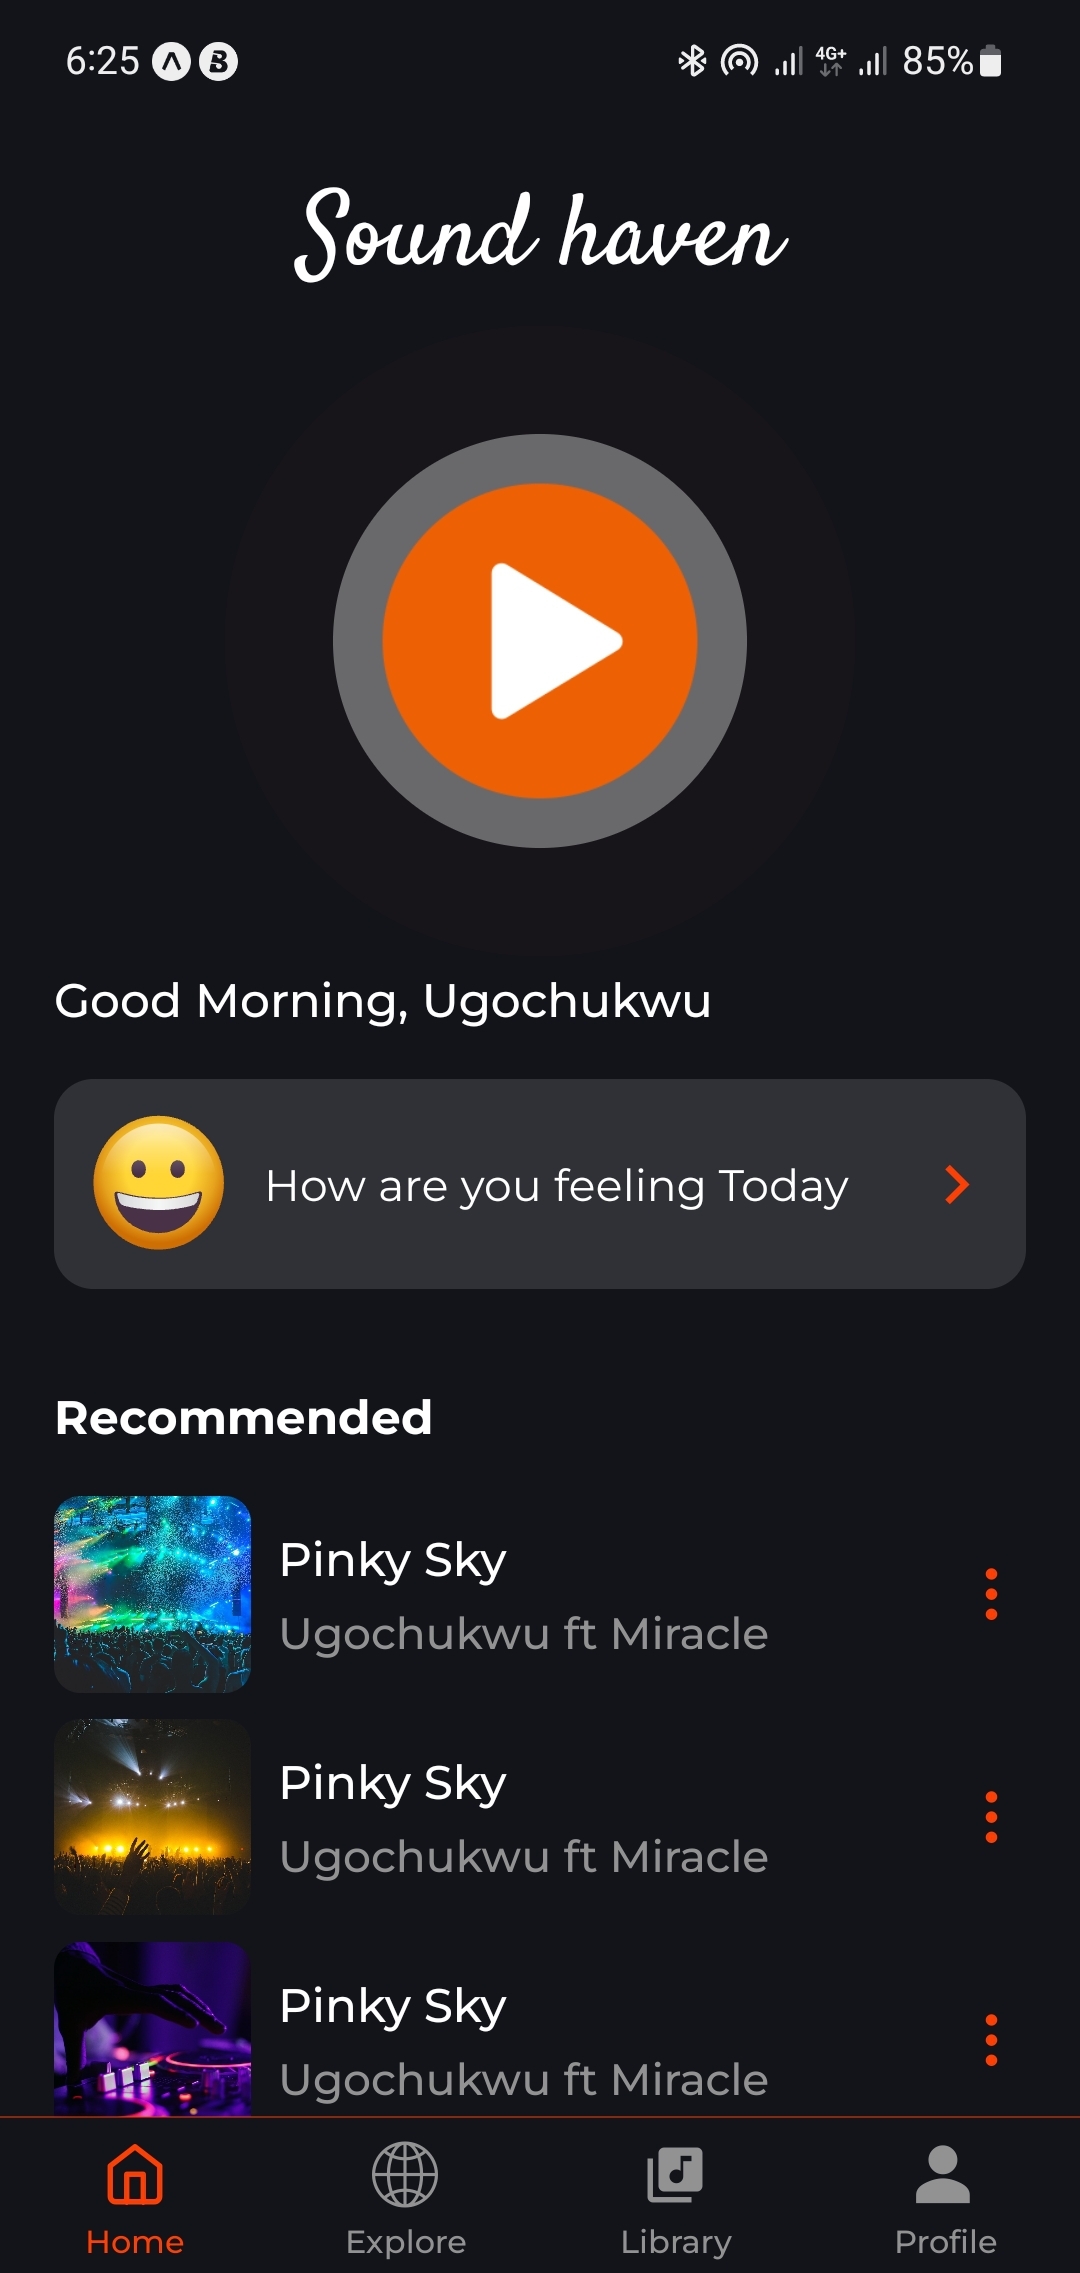 6:25 4G+ 85%
Sound haven
Good Morning, Ugochukwu
How are you feeling Today
Recommended
Pinky Sky
Ugochukwu ft Miracle
Pinky Sky
Ugochukwu ft Miracle
Pinky Sky
Ugochukwu ft Miracle
Home Explore Library Profile